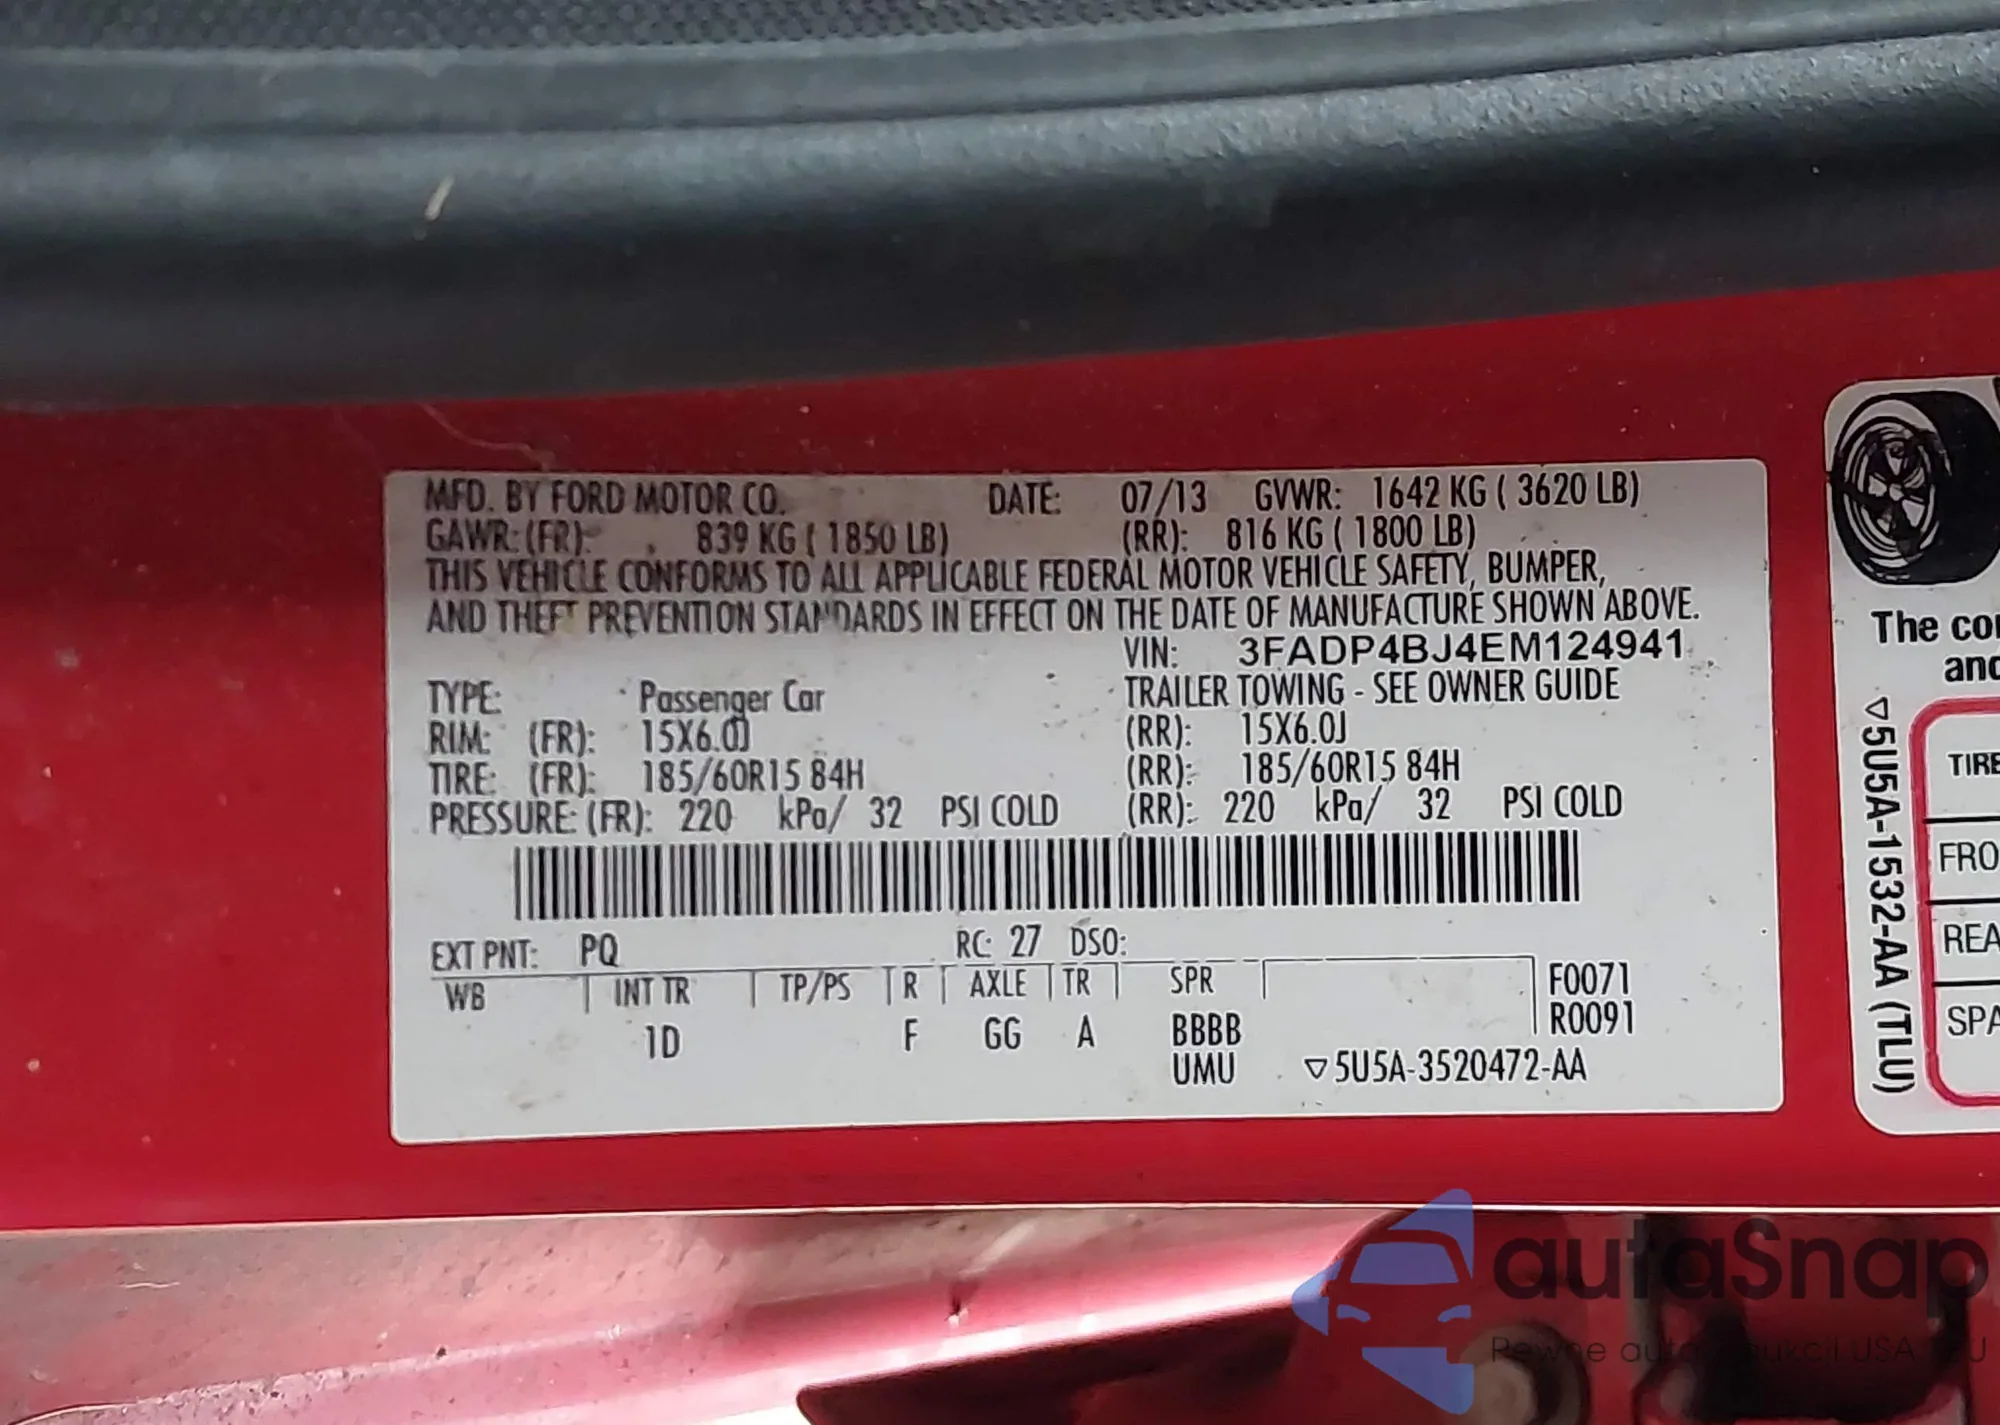 MFD. BY FORD MOTOR CO. DATE: 07/13 GVWR: 1642 KG ( 3620 LB)
GAWR: (FR): 839 KG ( 1850 LB) (RR): 816 KG ( 1800 LB)
THIS VEHICLE CONFORMS TO ALL APPLICABLE FEDERAL MOTOR VEHICLE SAFETY, BUMPER,
AND THEFT PREVENTION STANDARDS IN EFFECT ON THE DATE OF MANUFACTURE SHOWN ABOVE.
VIN: 3FADP4BJ4EM124941
TYPE: Passenger Car TRAILER TOWING - SEE OWNER GUIDE
RIM: (FR): 15X6.0J (RR): 15X6.0J
TIRE: (FR): 185/60R15 84H (RR): 185/60R15 84H
PRESSURE: (FR): 220 kPa/ 32 PSI COLD (RR): 220 kPa/ 32 PSI COLD
EXT PNT: PQ RC: 27 DSO:
WB INT TR TP/PS R AXLE TR SPR F0071
R0091
1D F GG A BBBB
UMU ▽5U5A-3520472-AA
The co
and
▽5U5A-1532-AA (TLU)
TIRE
FRO
REA
SPA
autaSnap
Pewne auta USA